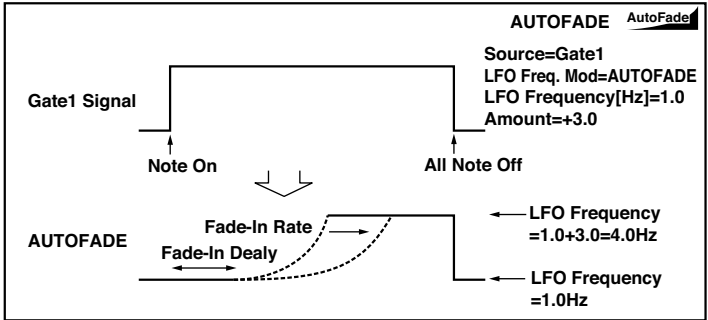 AUTOFADE AutoFade
Source=Gate1
LFO Freq. Mod=AUTOFADE
LFO Frequency[Hz]=1.0
Amount=+3.0
Gate1 Signal
Note On
All Note Off
AUTOFADE
Fade-In Rate
Fade-In Dealy
LFO Frequency
=1.0+3.0=4.0Hz
LFO Frequency
=1.0Hz